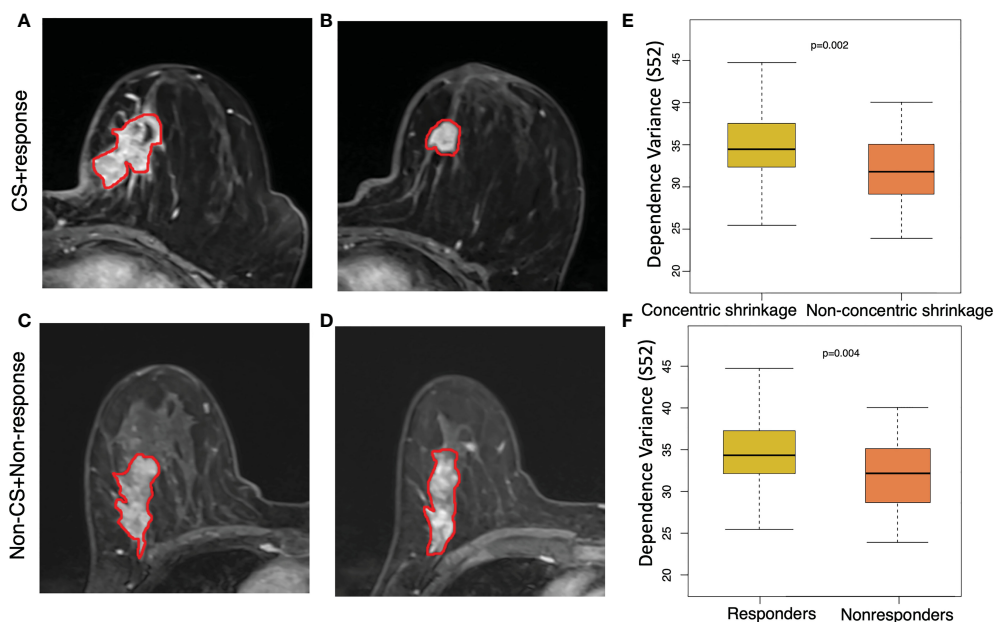 A
B
E
CS+response
p=0.002
Dependence Variance (S52)
45
40
35
30
25
20
Concentric shrinkage
Non-concentric shrinkage
C
D
F
Non-CS+Non-response
p=0.004
Dependence Variance (S52)
45
40
35
30
25
20
Responders
Nonresponders